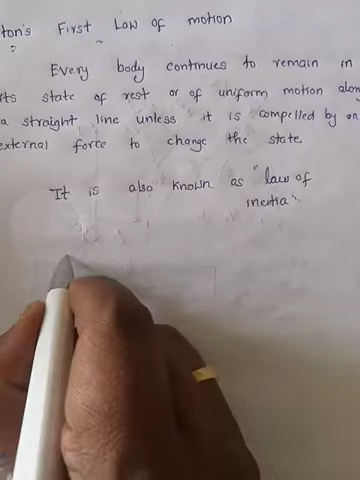 ton's First Law of motion
Every body continues to remain in
its state of rest or of uniform motion alon
a straight line unless it is compelled by an
external force to change the state.
It is also known as "law of
inertia"